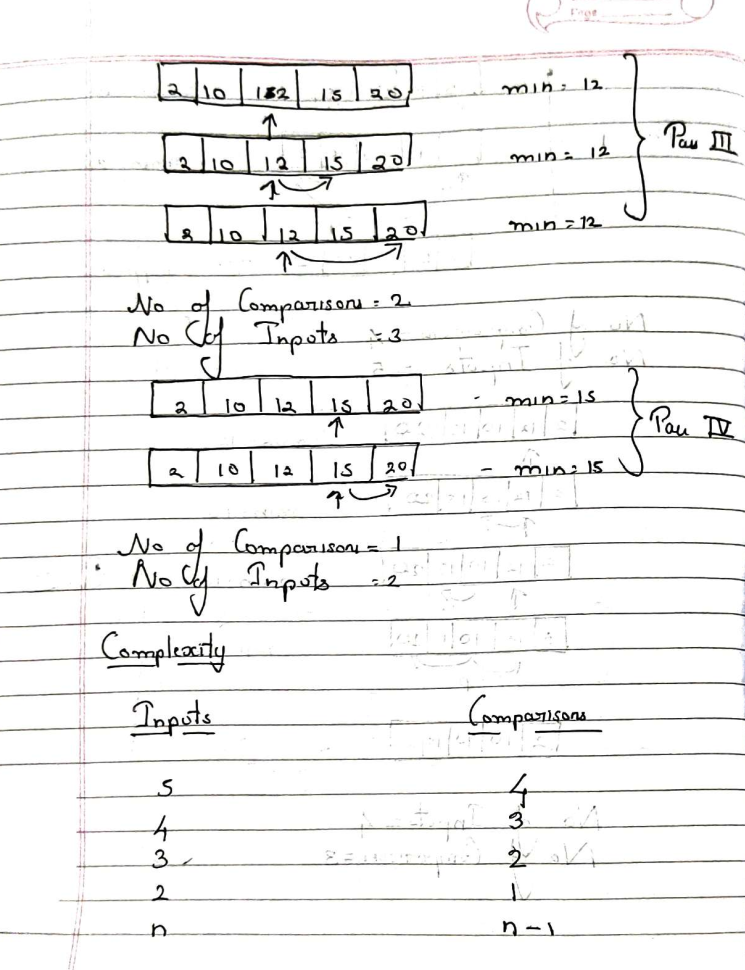 Page
2 10 12 15 20 min = 12
2 10 12 15 20 min = 12 Pass III
2 10 12 15 20 min = 12
No of Comparisons = 2
No of Inputs = 3
2 10 12 15 20 - min = 15
Pass IV
2 10 12 15 20 - min = 15
No of Comparisons = 1
No of Inputs = 2
Complexity
Inputs Comparisons
5 4
4 3
3 2
2 1
n n-1